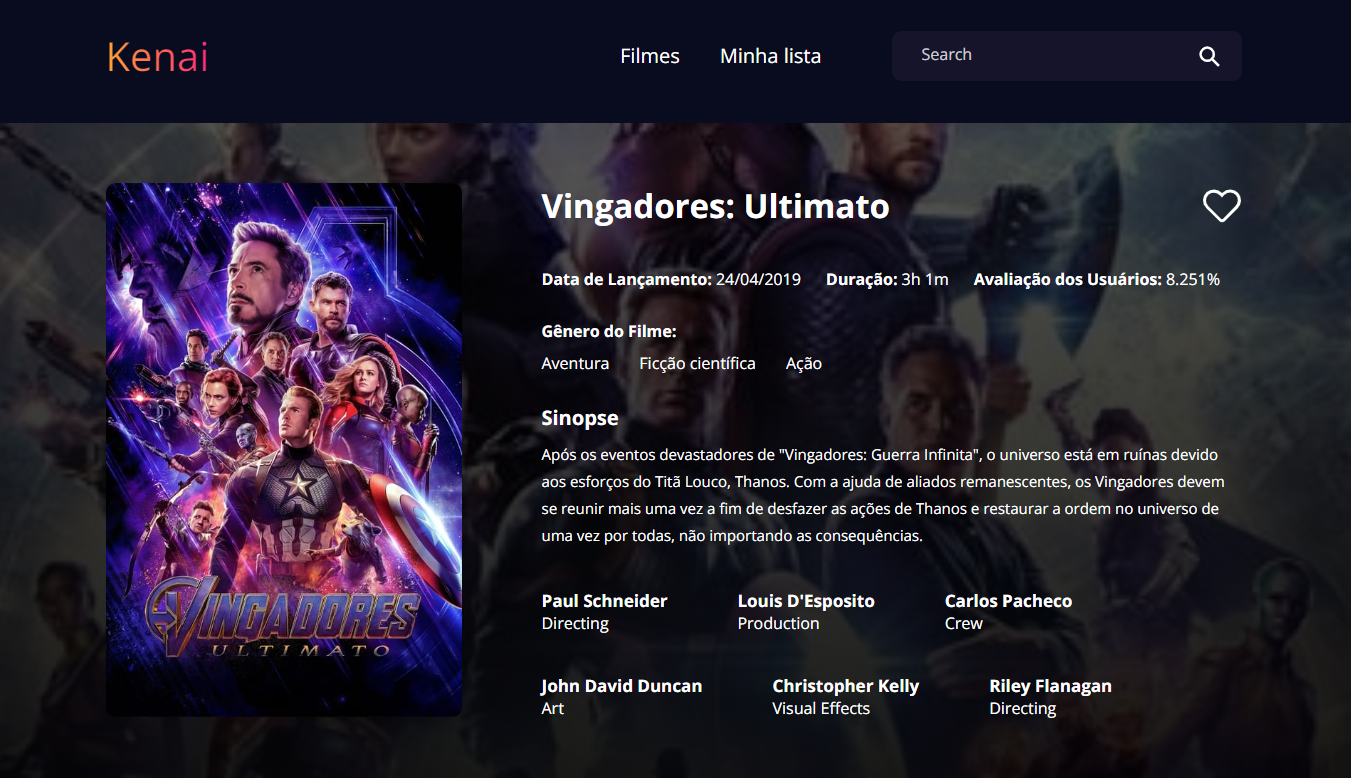 Kenai
Filmes Minha lista Search
Vingadores: Ultimato
Data de Lançamento: 24/04/2019 Duração: 3h 1m Avaliação dos Usuários: 8.251%
Gênero do Filme:
Aventura Ficção científica Ação
Sinopse
Após os eventos devastadores de "Vingadores: Guerra Infinita", o universo está em ruínas devido
aos esforços do Titã Louco, Thanos. Com a ajuda de aliados remanescentes, os Vingadores devem
se reunir mais uma vez a fim de desfazer as ações de Thanos e restaurar a ordem no universo de
uma vez por todas, não importando as consequências.
Paul Schneider Louis D'Esposito Carlos Pacheco
Directing Production Crew
John David Duncan Christopher Kelly Riley Flanagan
Art Visual Effects Directing
VINGADORES
ULTIMATO